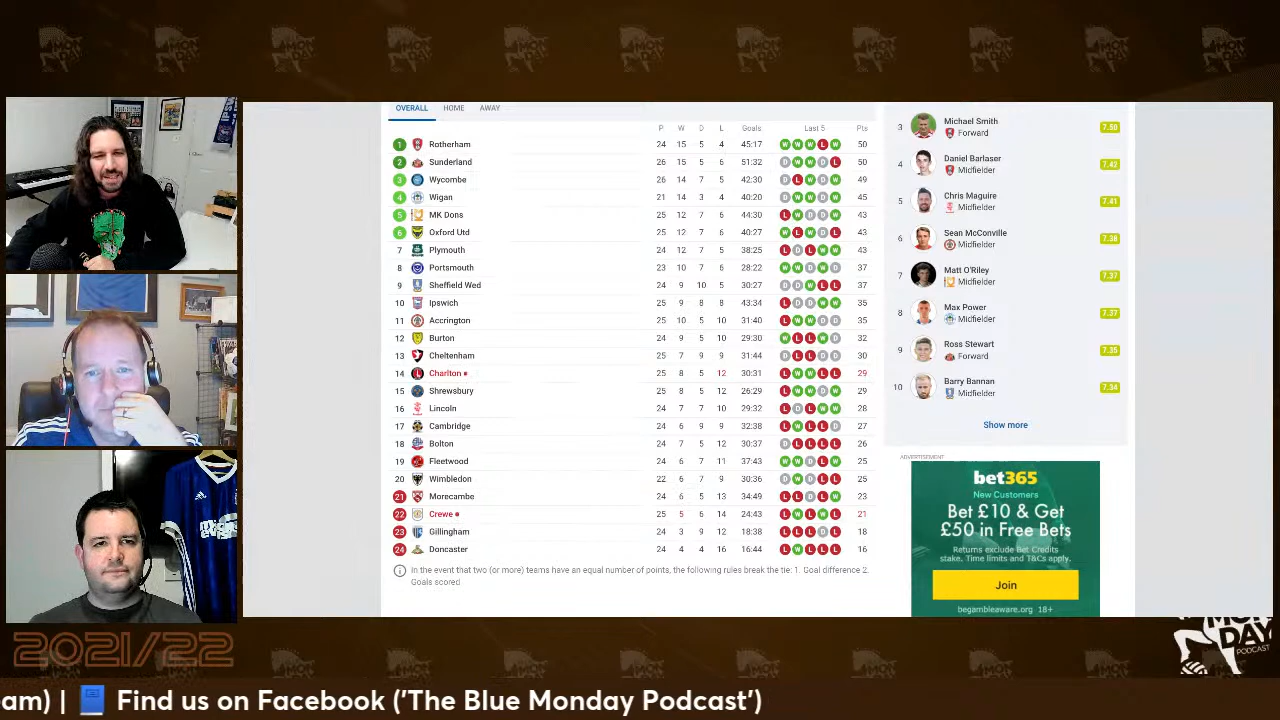 OVERALL HOME AWAY
P W D L Goals Last 5 Pts
1 Rotherham 24 15 5 4 45:17 W W W L W 50
2 Sunderland 26 15 5 6 51:32 D W W D L 50
3 Wycombe 26 14 7 5 42:30 D L W D W 49
4 Wigan 21 14 3 4 40:20 D W W D W 45
5 MK Dons 25 12 7 6 44:30 L W D W 43
6 Oxford Utd 25 12 7 6 40:27 W L W D L 43
7 Plymouth 24 12 7 5 38:25 L D L W W 43
8 Portsmouth 23 10 7 6 28:22 W W D W D 37
9 Sheffield Wed 24 9 10 5 30:27 D D W L L 37
10 Ipswich 25 9 8 8 43:34 L D D W W 35
11 Accrington 25 10 5 10 31:40 L W W D D 35
12 Burton 24 9 5 10 29:30 W L L W D 32
13 Cheltenham 25 7 9 9 31:44 D L L D D 30
14 Charlton 25 8 5 12 30:31 L W W L L 29
15 Shrewsbury 25 8 5 12 26:29 L W W D W 29
16 Lincoln 24 7 7 10 29:32 L D L W W 28
17 Cambridge 24 6 9 9 32:38 L W L L D 27
18 Bolton 24 7 5 12 30:37 D L L L L 26
19 Fleetwood 24 6 7 11 37:43 W W D L W 25
20 Wimbledon 22 6 7 9 30:36 D W D L L 25
21 Morecambe 24 6 5 13 34:49 L L D L W 23
22 Crewe 25 5 6 14 24:43 L W L W L 21
23 Gillingham 24 3 9 12 18:38 L L L D L 18
24 Doncaster 24 4 4 16 16:44 L W L L L 16
In the event that two (or more) teams have an equal number of points, the following rules break the tie: 1. Goal difference 2.
Goals scored
3 Michael Smith 7.50
Forward
4 Daniel Barlaser 7.42
Midfielder
5 Chris Maguire 7.41
Midfielder
6 Sean McConville 7.38
Midfielder
7 Matt O'Riley 7.37
Midfielder
8 Max Power 7.37
Midfielder
9 Ross Stewart 7.35
Forward
10 Barry Bannan 7.34
Midfielder
Show more
ADVERTISEMENT
bet365
New Customers
Bet £10 & Get
£50 in Free Bets
Returns exclude Bet Credits
stake. Time limits and T&Cs apply.
Join
begambleaware.org 18+
2021/22
MON
DAY
PODCAST
am) | Find us on Facebook ('The Blue Monday Podcast')